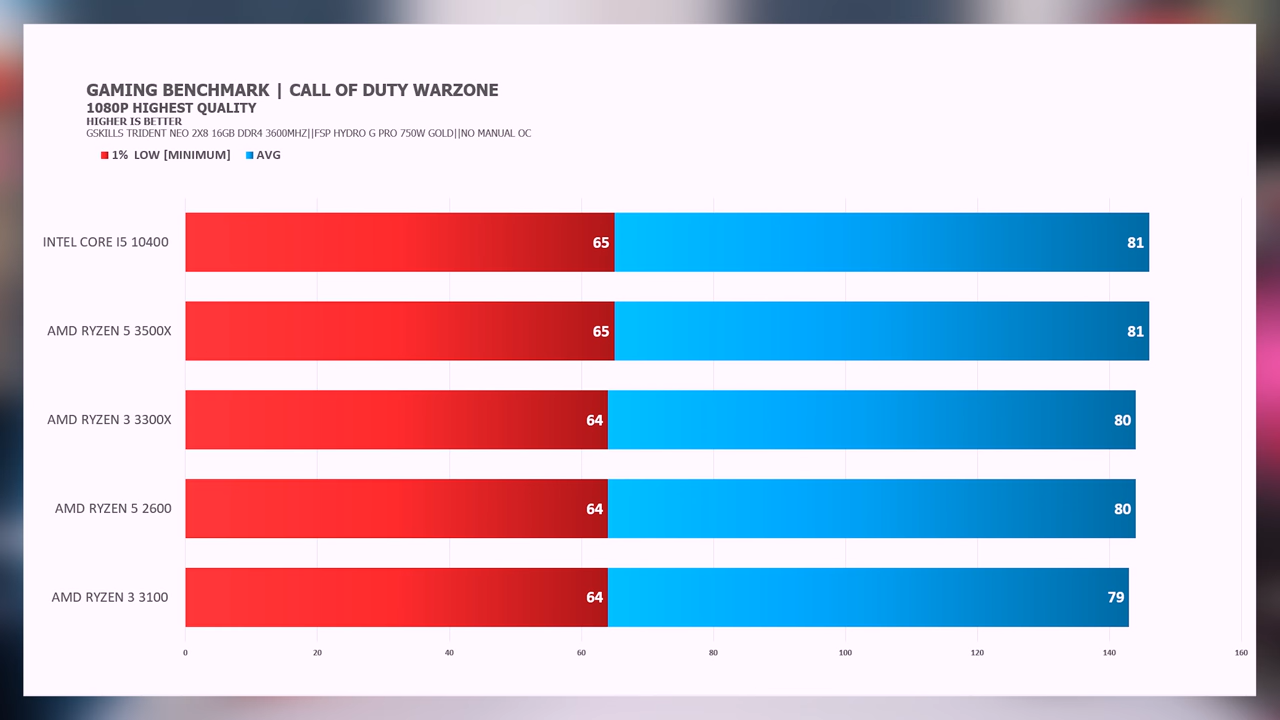 GAMING BENCHMARK | CALL OF DUTY WARZONE
1080P HIGHEST QUALITY
HIGHER IS BETTER
GSKILLS TRIDENT NEO 2X8 16GB DDR4 3600MHZ||FSP HYDRO G PRO 750W GOLD||NO MANUAL OC
1% LOW [MINIMUM] AVG
INTEL CORE I5 10400 65 81
AMD RYZEN 5 3500X 65 81
AMD RYZEN 3 3300X 64 80
AMD RYZEN 5 2600 64 80
AMD RYZEN 3 3100 64 79
0 20 40 60 80 100 120 140 160